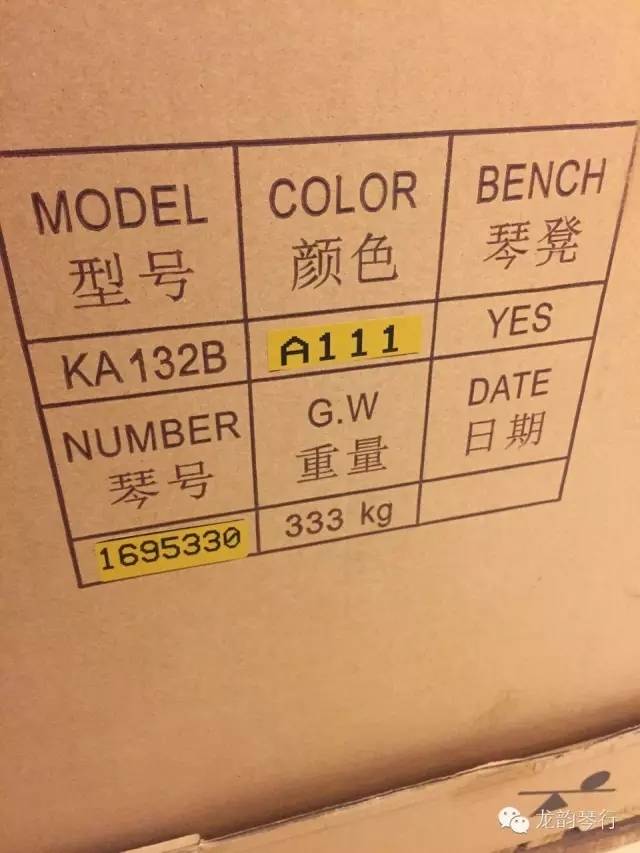 MODEL
型号
COLOR
颜色
BENCH
琴凳
KA132B
A111
YES
NUMBER
琴号
G.W
重量
DATE
日期
1695330
333 kg
龙韵琴行